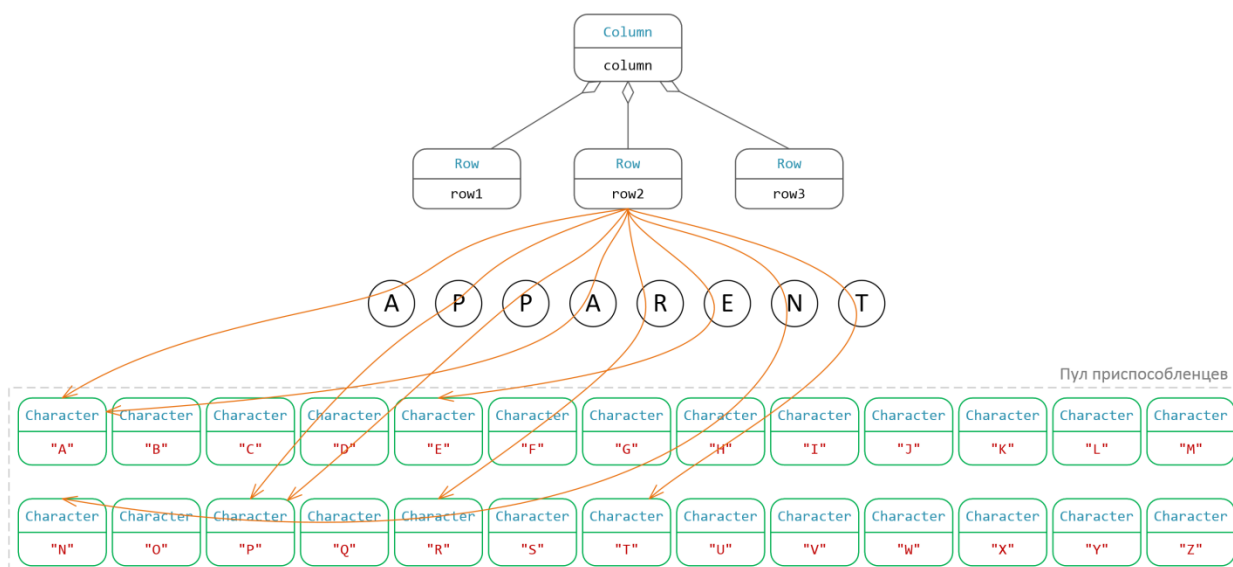 Column
column
Row Row Row
row1 row2 row3
A P P A R E N T
Пул приспособленцев
Character Character Character Character Character Character Character Character Character Character Character Character Character
"A" "B" "C" "D" "E" "F" "G" "H" "I" "J" "K" "L" "M"
Character Character Character Character Character Character Character Character Character Character Character Character Character
"N" "O" "P" "Q" "R" "S" "T" "U" "V" "W" "X" "Y" "Z"